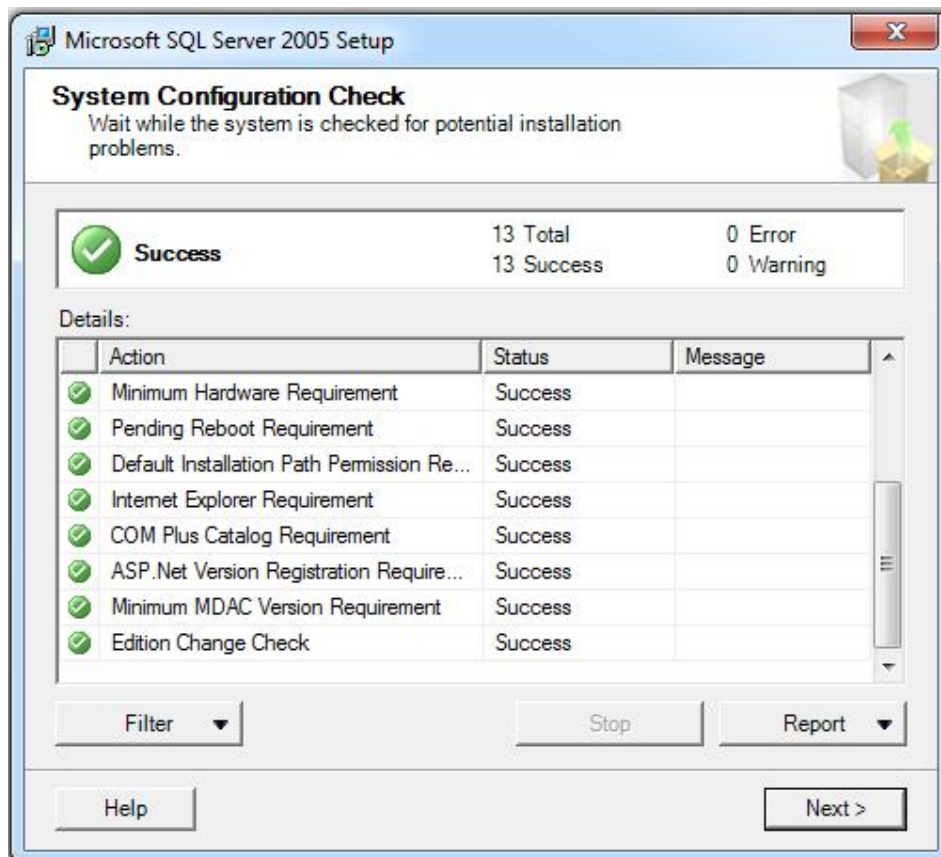 Microsoft SQL Server 2005 Setup
System Configuration Check
Wait while the system is checked for potential installation
problems.
Success 13 Total 0 Error
13 Success 0 Warning
Details:
Action Status Message
Minimum Hardware Requirement Success
Pending Reboot Requirement Success
Default Installation Path Permission Re... Success
Internet Explorer Requirement Success
COM Plus Catalog Requirement Success
ASP.Net Version Registration Require... Success
Minimum MDAC Version Requirement Success
Edition Change Check Success
Filter Stop Report
Help Next >